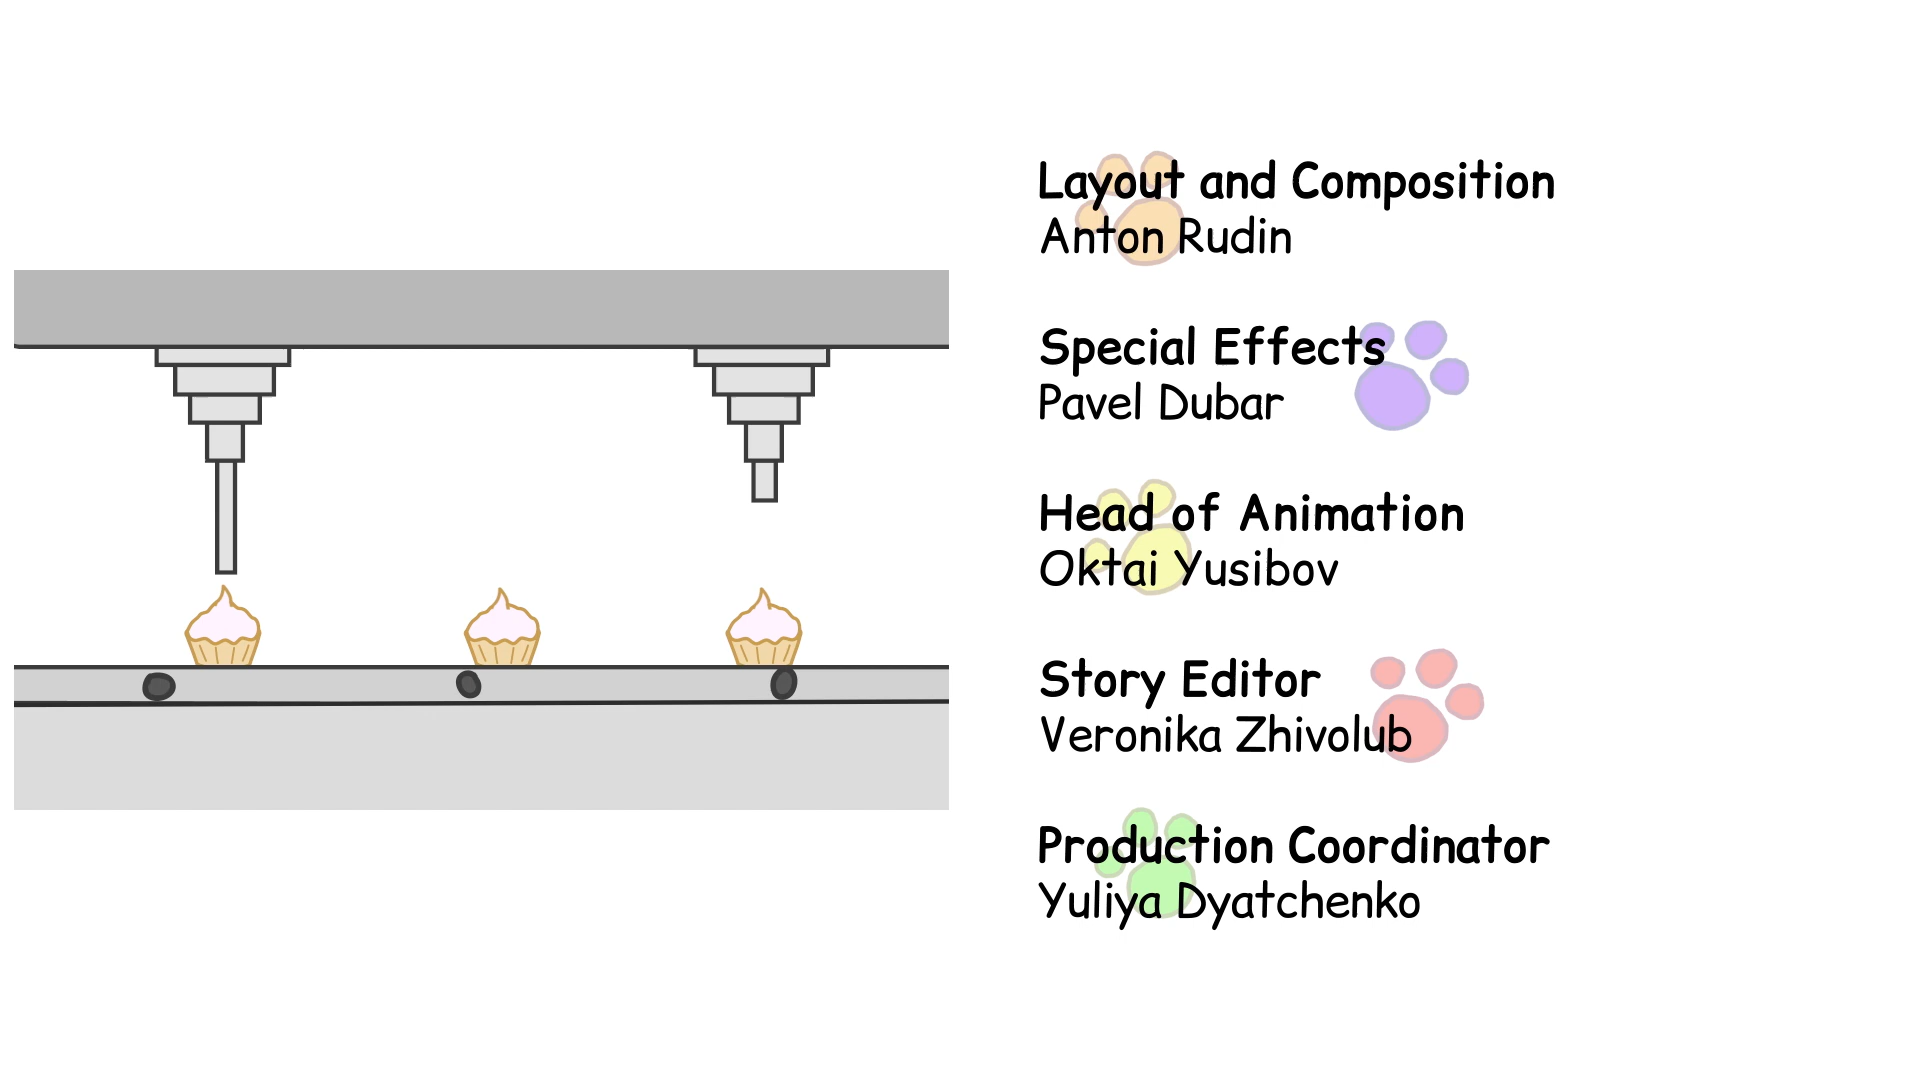 Layout and Composition
Anton Rudin
Special Effects
Pavel Dubar
Head of Animation
Oktai Yusibov
Story Editor
Veronika Zhivolub
Production Coordinator
Yuliya Dyatchenko